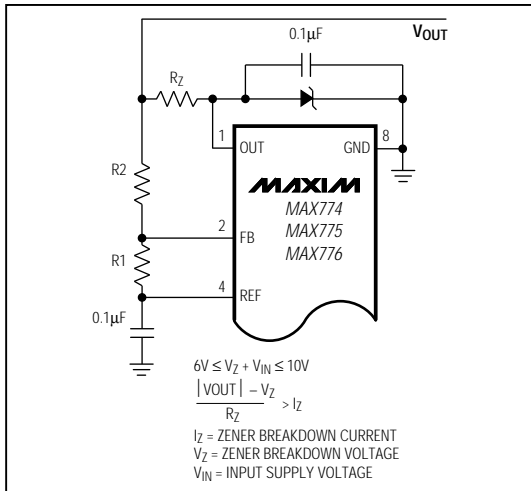 VOUT
0.1µF
RZ
1
8
OUT
GND
R2
MAXIM
MAX774
MAX775
MAX776
2
FB
R1
4
REF
0.1µF
6V ≤ VZ + VIN ≤ 10V
|VOUT| – VZ
RZ
> IZ
IZ = ZENER BREAKDOWN CURRENT
VZ = ZENER BREAKDOWN VOLTAGE
VIN = INPUT SUPPLY VOLTAGE